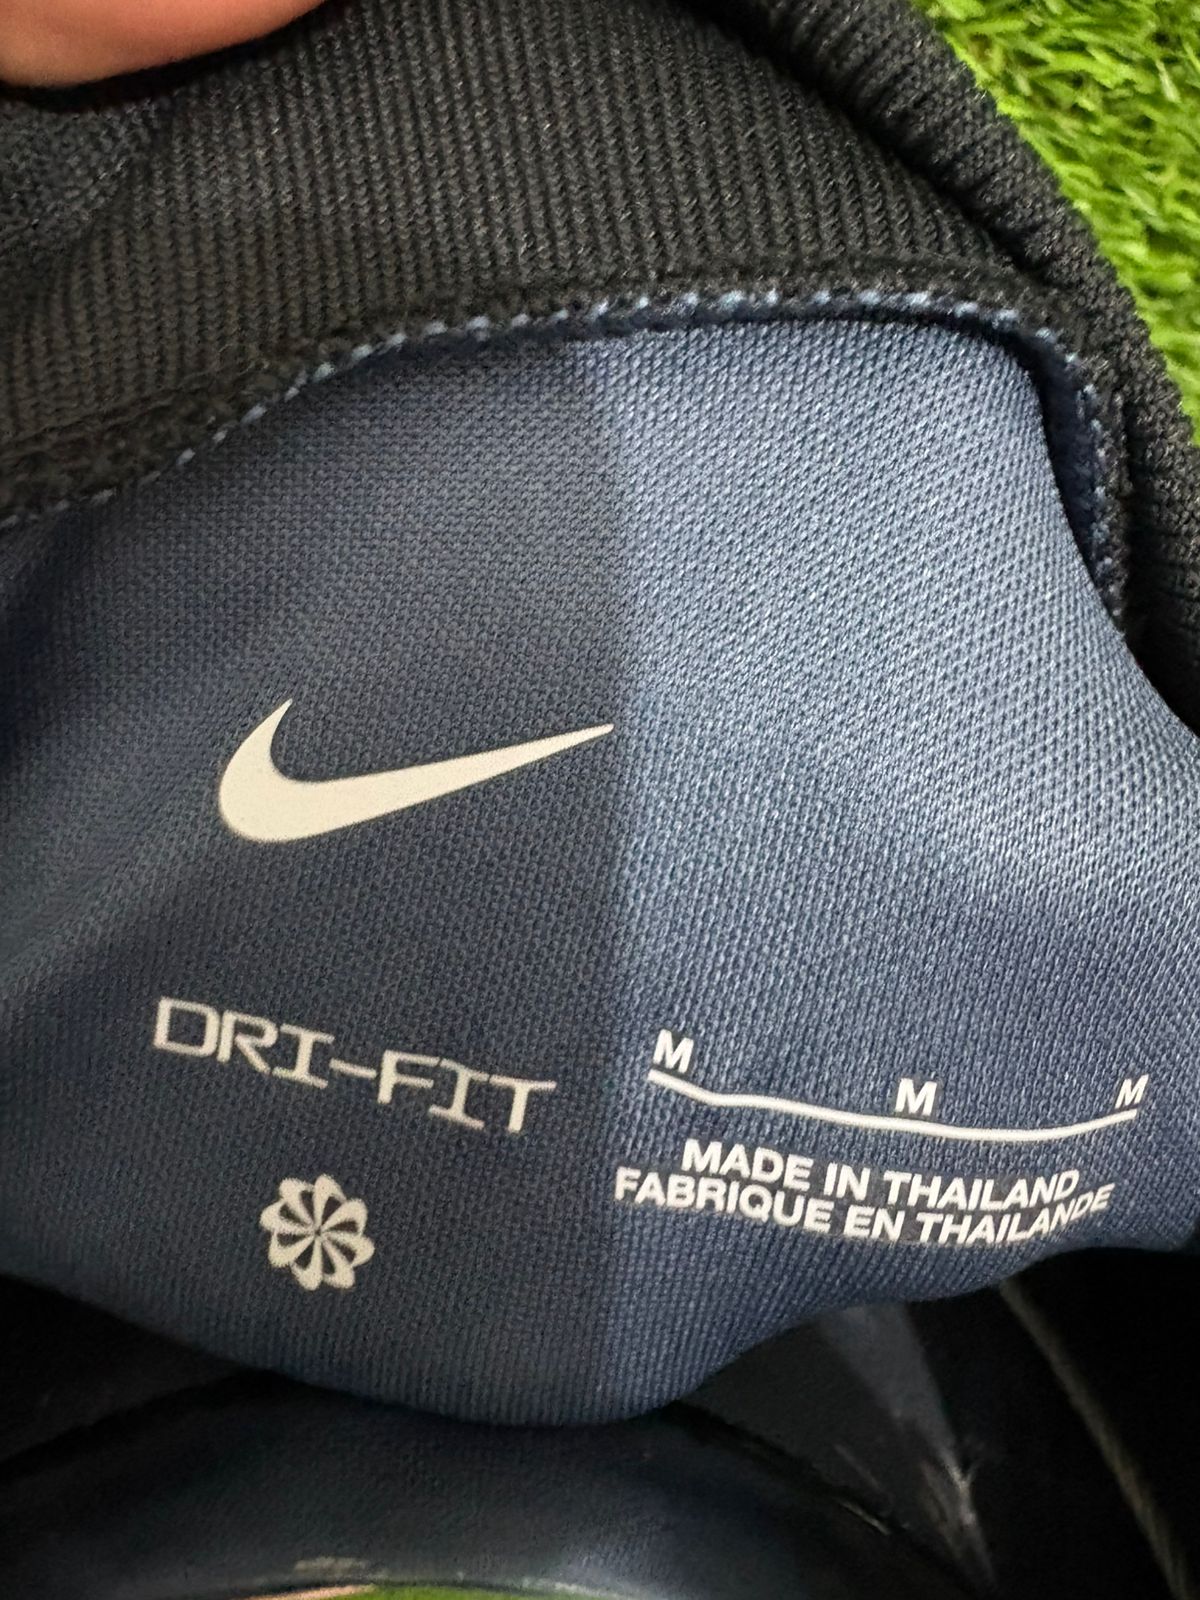 DRI-FIT
M M M
MADE IN THAILAND
FABRIQUE EN THAILANDE